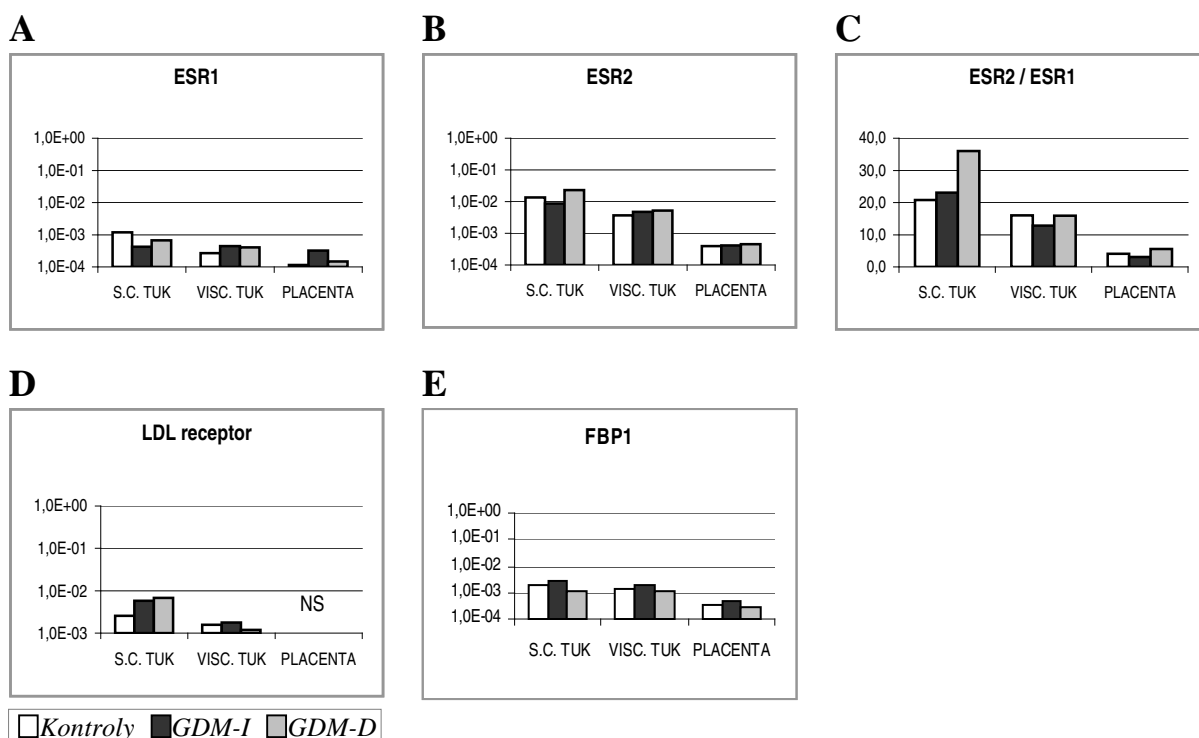 A
B
C
ESR1
1,0E+00
1,0E-01
1,0E-02
1,0E-03
1,0E-04
S.C. TUK VISC. TUK PLACENTA
ESR2
1,0E+00
1,0E-01
1,0E-02
1,0E-03
1,0E-04
S.C. TUK VISC. TUK PLACENTA
ESR2 / ESR1
40,0
30,0
20,0
10,0
0,0
S.C. TUK VISC. TUK PLACENTA
D
E
LDL receptor
1,0E+00
1,0E-01
1,0E-02
1,0E-03
NS
S.C. TUK VISC. TUK PLACENTA
FBP1
1,0E+00
1,0E-01
1,0E-02
1,0E-03
1,0E-04
S.C. TUK VISC. TUK PLACENTA
Kontroly GDM-I GDM-D